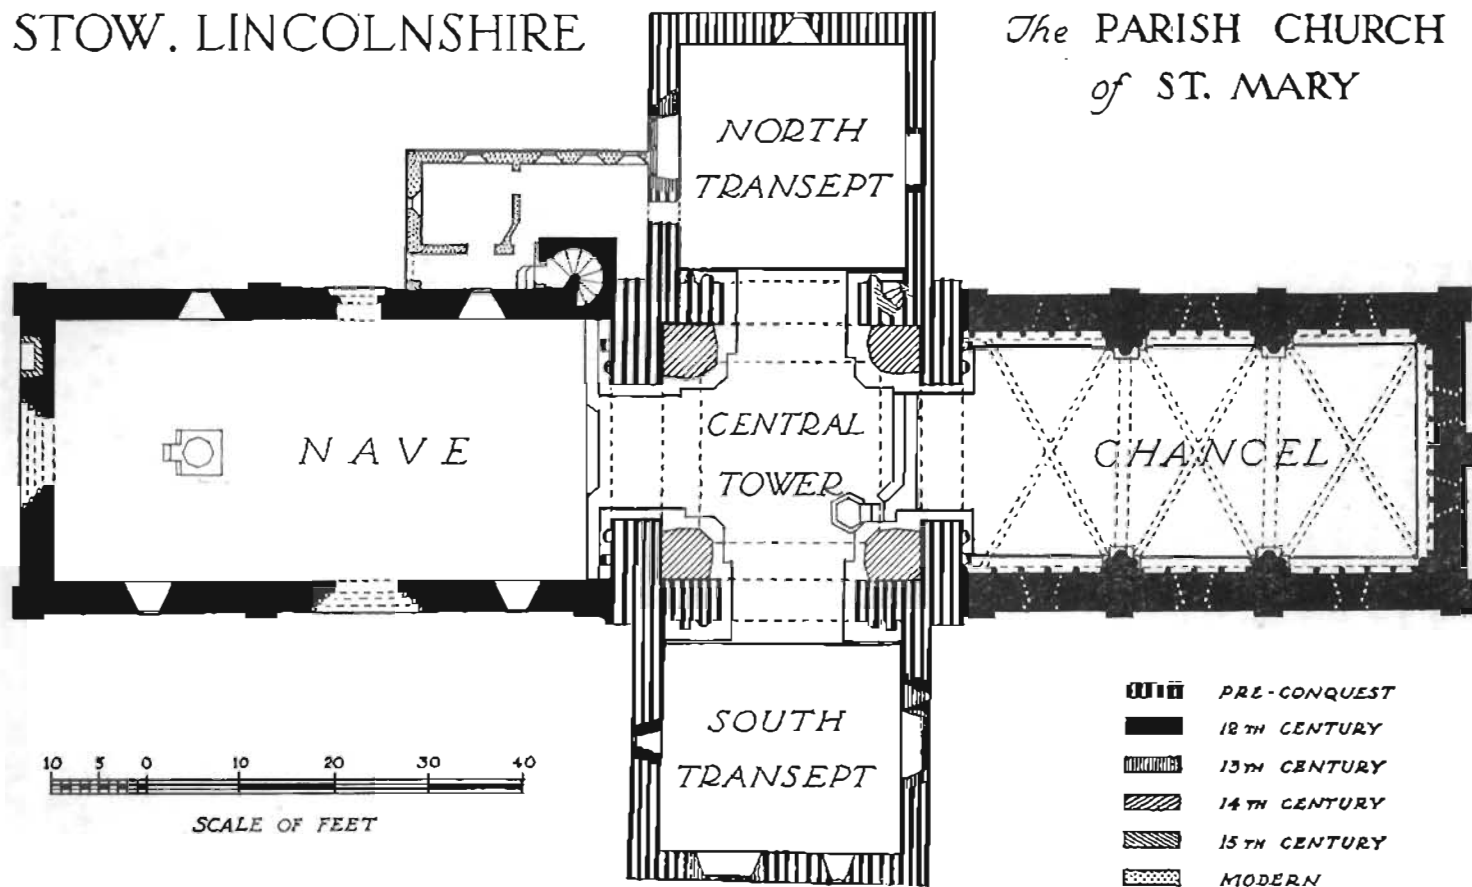 STOW. LINCOLNSHIRE
The PARISH CHURCH
of ST. MARY
NORTH
TRANSEPT
NAVE
CENTRAL
TOWER
CHANCEL
SOUTH
TRANSEPT
10 5 0 10 20 30 40
SCALE OF FEET
PRE-CONQUEST
12TH CENTURY
13TH CENTURY
14TH CENTURY
15TH CENTURY
MODERN